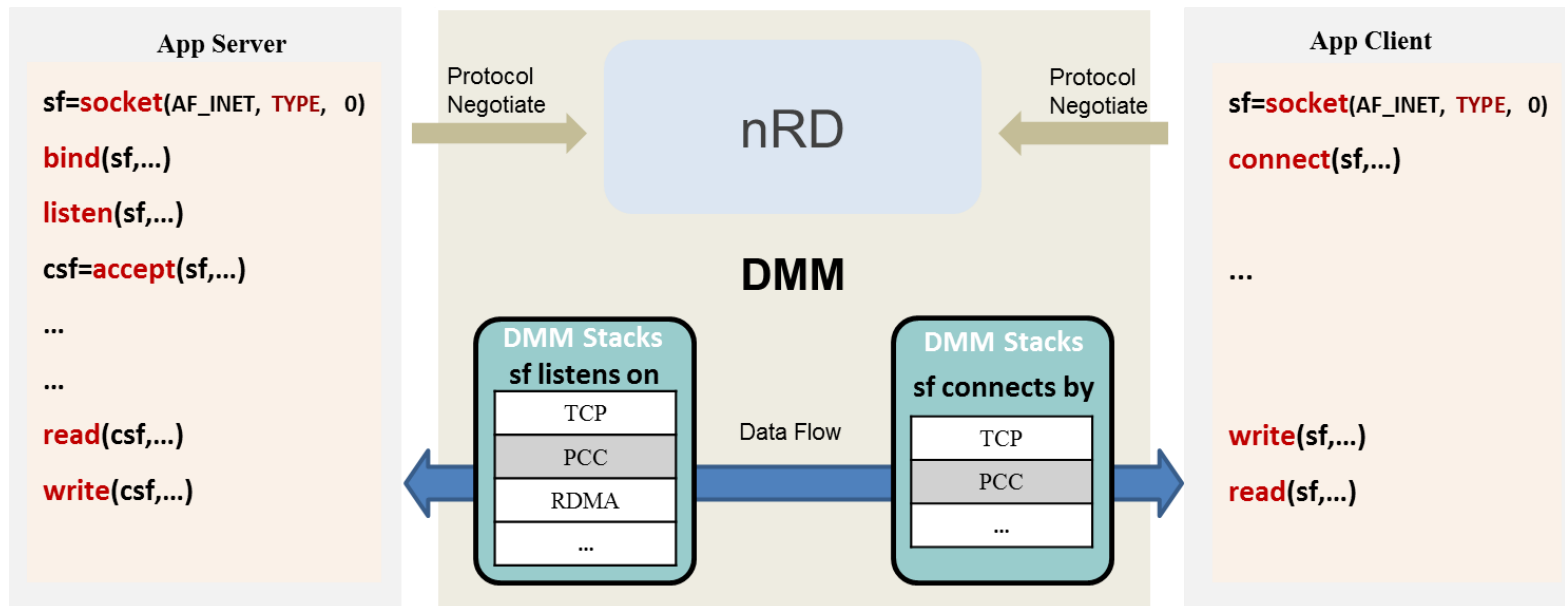 App Server
sf=socket(AF_INET, TYPE, 0)
bind(sf,...)
listen(sf,...)
csf=accept(sf,...)
...
...
read(csf,...)
write(csf,...)
Protocol
Negotiate
nRD
Protocol
Negotiate
DMM
DMM Stacks
sf listens on
TCP
PCC
RDMA
...
Data Flow
DMM Stacks
sf connects by
TCP
PCC
...
App Client
sf=socket(AF_INET, TYPE, 0)
connect(sf,...)
...
write(sf,...)
read(sf,...)